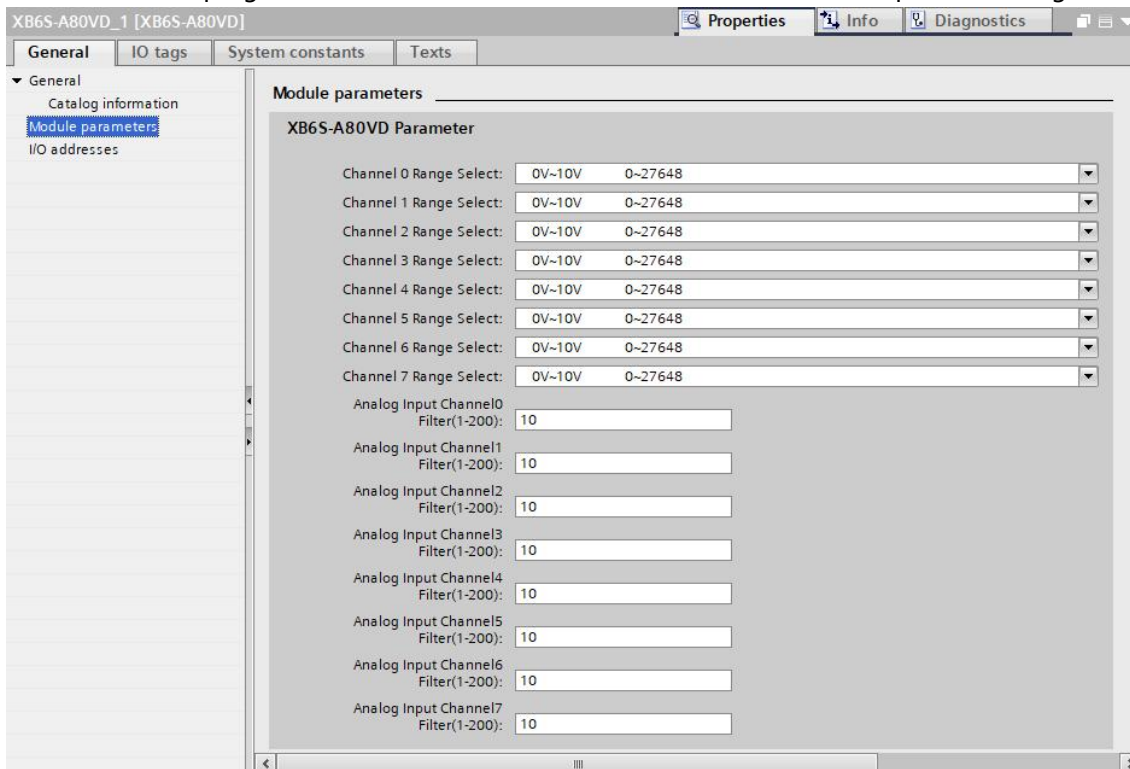 XB6S-A80VD_1 [XB6S-A80VD]
Properties
Info
Diagnostics
General
IO tags
System constants
Texts
General
Catalog information
Module parameters
I/O addresses
Module parameters
XB6S-A80VD Parameter
Channel 0 Range Select: 0V~10V 0~27648
Channel 1 Range Select: 0V~10V 0~27648
Channel 2 Range Select: 0V~10V 0~27648
Channel 3 Range Select: 0V~10V 0~27648
Channel 4 Range Select: 0V~10V 0~27648
Channel 5 Range Select: 0V~10V 0~27648
Channel 6 Range Select: 0V~10V 0~27648
Channel 7 Range Select: 0V~10V 0~27648
Analog Input Channel0
Filter(1-200): 10
Analog Input Channel1
Filter(1-200): 10
Analog Input Channel2
Filter(1-200): 10
Analog Input Channel3
Filter(1-200): 10
Analog Input Channel4
Filter(1-200): 10
Analog Input Channel5
Filter(1-200): 10
Analog Input Channel6
Filter(1-200): 10
Analog Input Channel7
Filter(1-200): 10